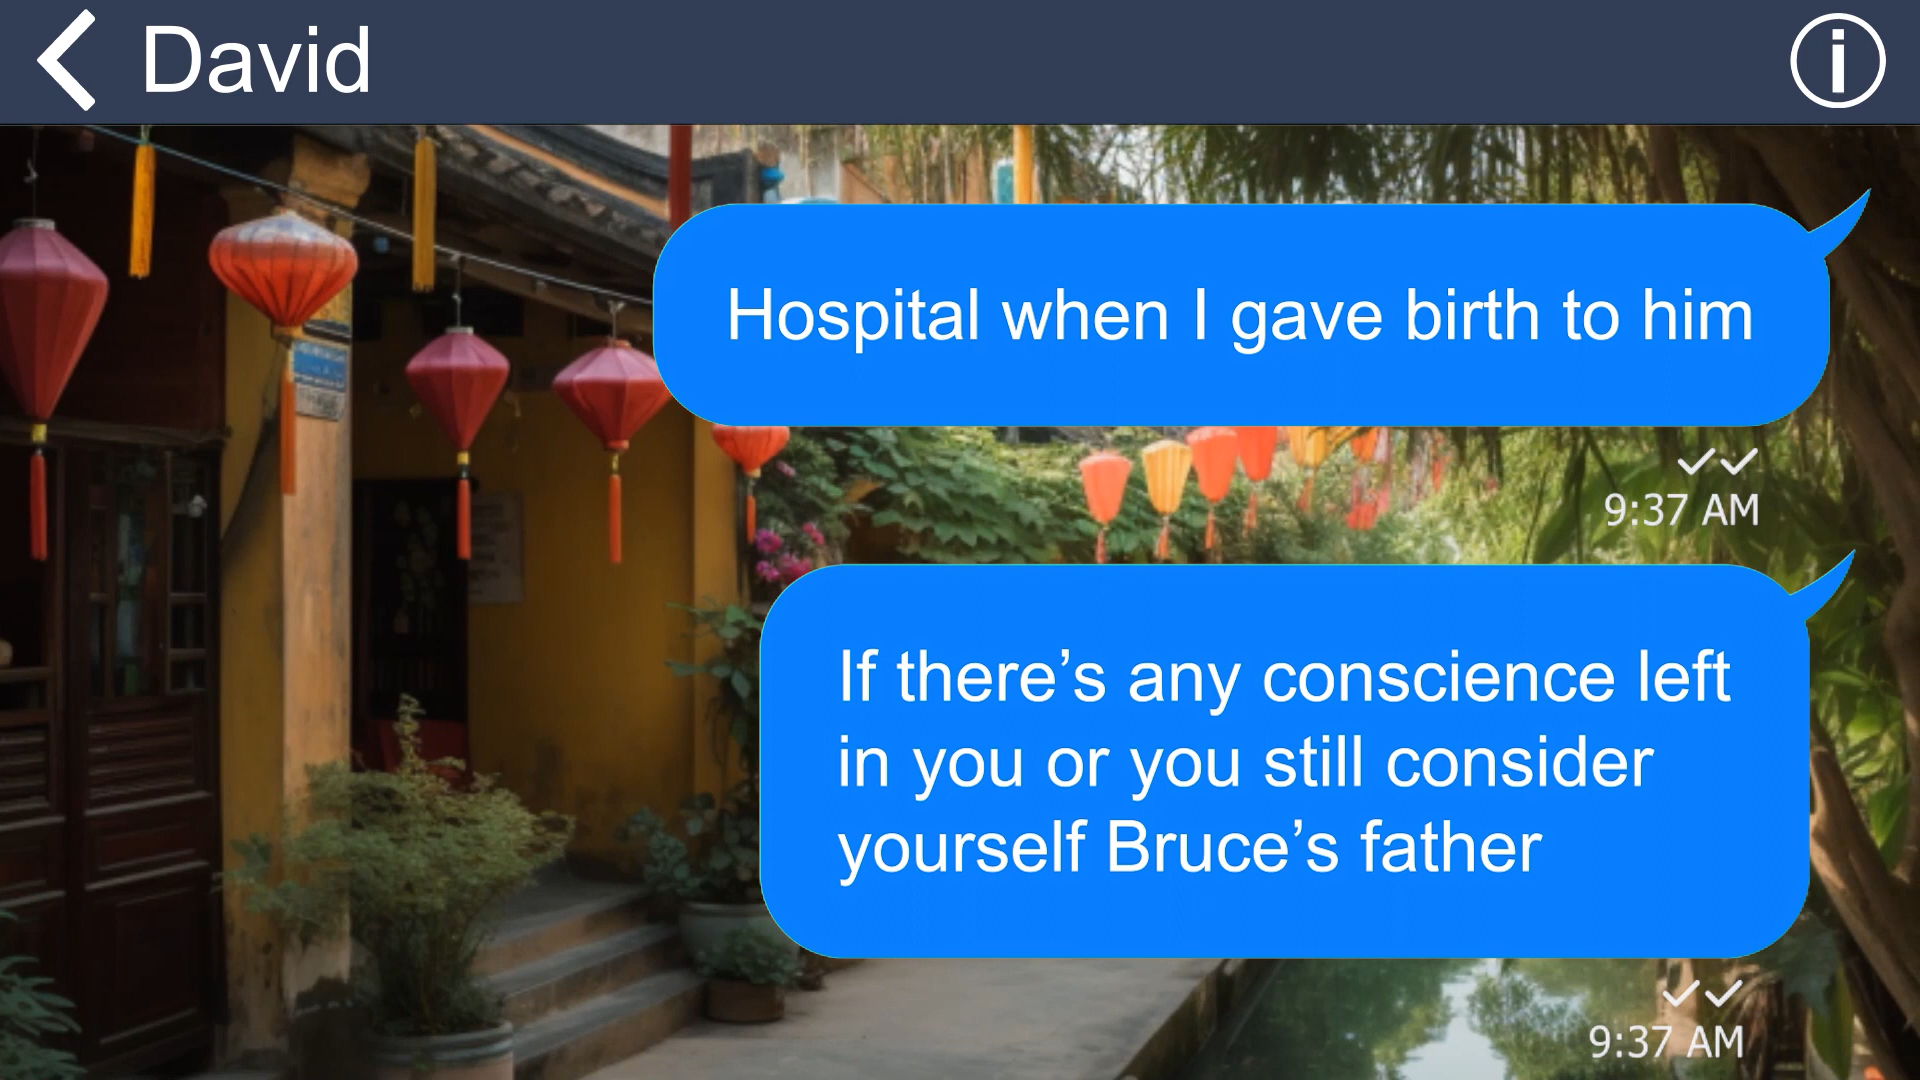 David
Hospital when I gave birth to him
9:37 AM
If there’s any conscience left
in you or you still consider
yourself Bruce’s father
9:37 AM